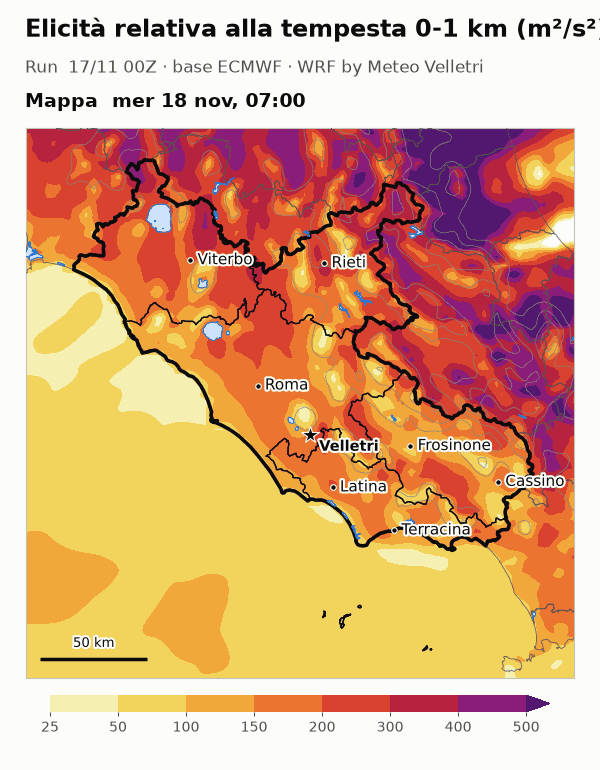 Elicità relativa alla tempesta 0-1 km (m²/s²)
Run 17/11 00Z · base ECMWF · WRF by Meteo Velletri
Mappa mer 18 nov, 07:00
Viterbo
Rieti
Roma
Velletri
Frosinone
Cassino
Latina
Terracina
50 km
25 50 100 150 200 300 400 500